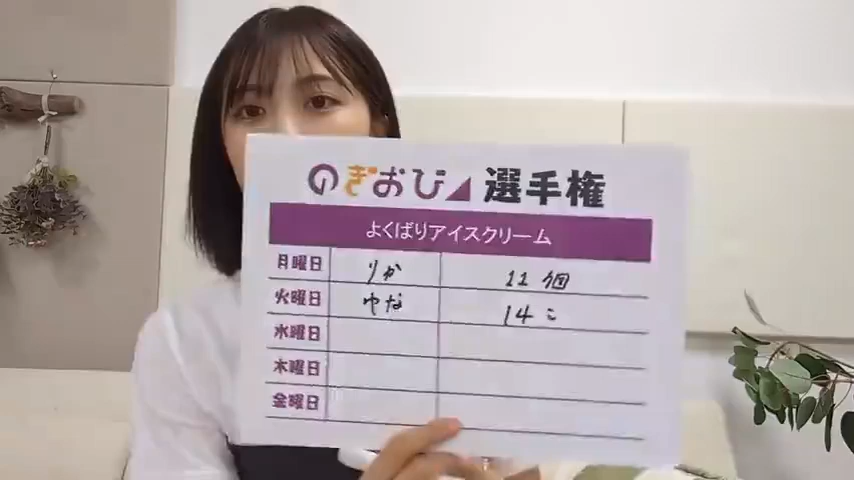 のぎおび 選手権
よくばりアイスクリーム
月曜日 りか 11個
火曜日 ゆな 14こ
水曜日
木曜日
金曜日